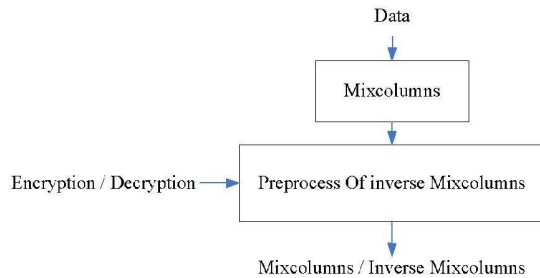 Data
Mixcolumns
Encryption / Decryption
Preprocess Of inverse Mixcolumns
Mixcolumns / Inverse Mixcolumns